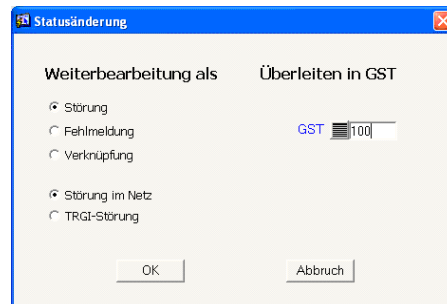 Statusänderung
Weiterbearbeitung als
Überleiten in GST
Störung
Fehlmeldung
GST 100
Verknüpfung
Störung im Netz
TRGI-Störung
OK
Abbruch